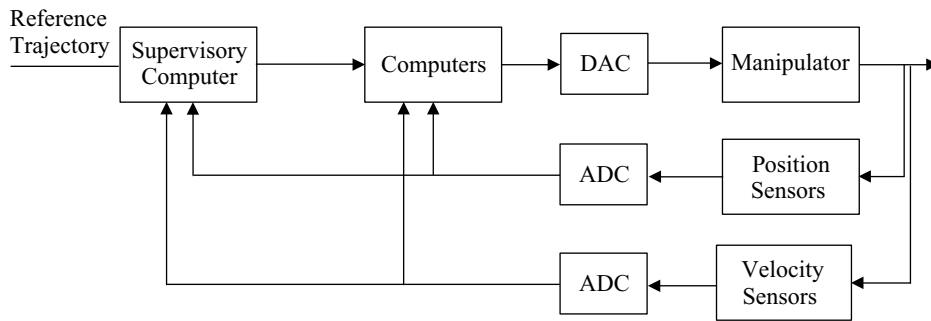 Reference
Trajectory
Supervisory
Computer
Computers
DAC
Manipulator
ADC
Position
Sensors
ADC
Velocity
Sensors